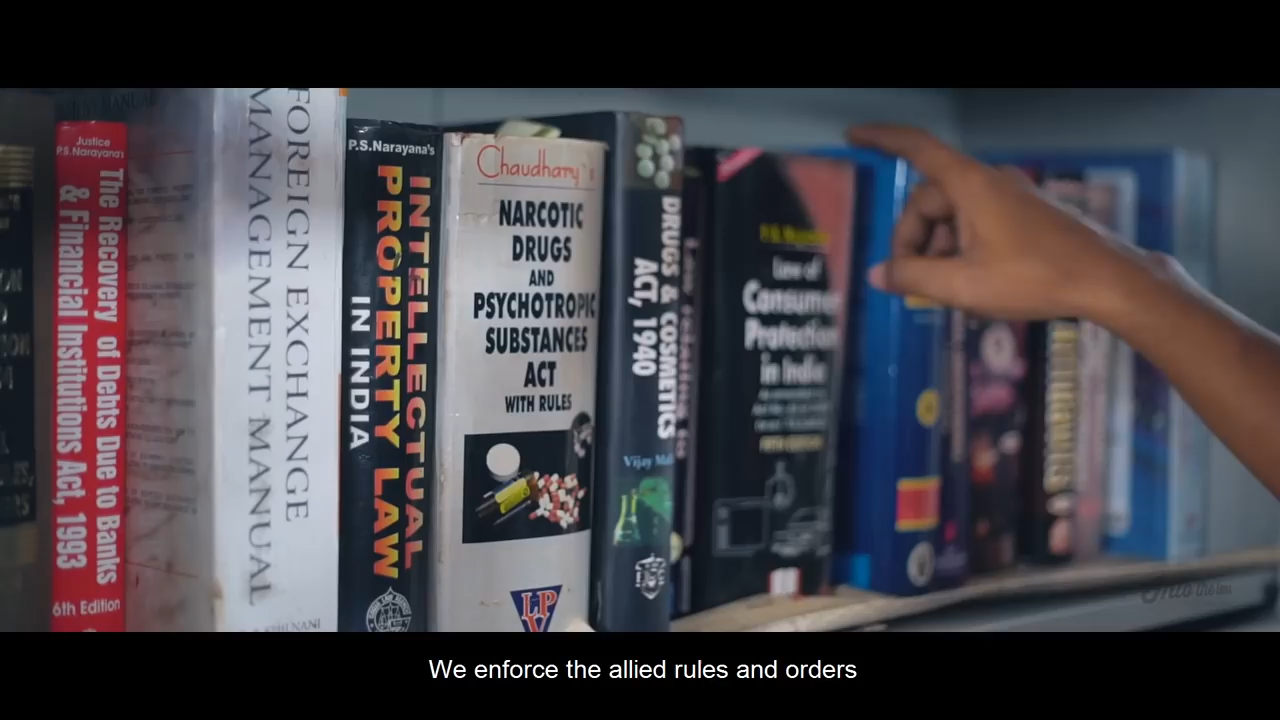 Justice
P.S.Narayana's
The Recovery of Debts Due to Banks
& Financial Institutions Act, 1993
6th Edition
FOREIGN EXCHANGE
MANAGEMENT MANUAL
P.S.Narayana's
INTELLECTUAL
PROPERTY LAW
IN INDIA
Chaudhary's
NARCOTIC
DRUGS
AND
PSYCHOTROPIC
SUBSTANCES
ACT
WITH RULES
LP
V
DRUGS & COSMETICS
ACT, 1940
Vijay
Law of
Consumer
Protection
in India
We enforce the allied rules and orders